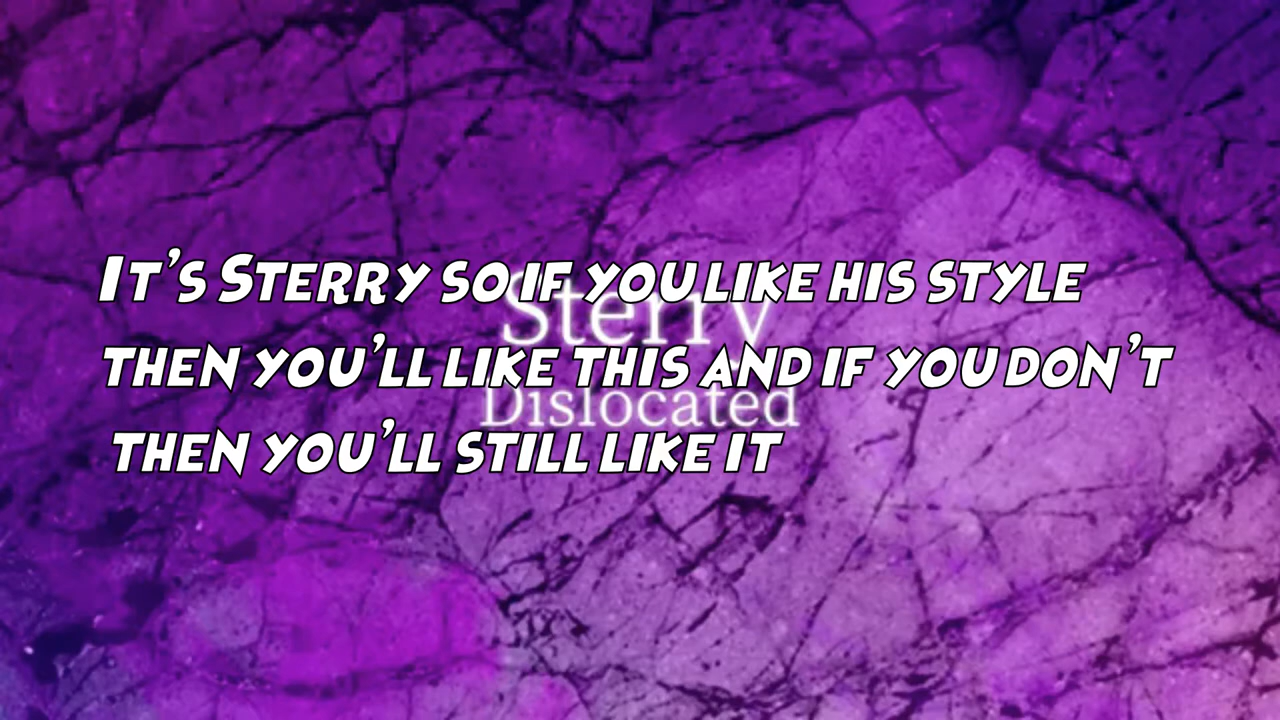 It's Sterry so if you like his style
then you'll like this and if you don't
then you'll still like it
Sterry
Dislocated